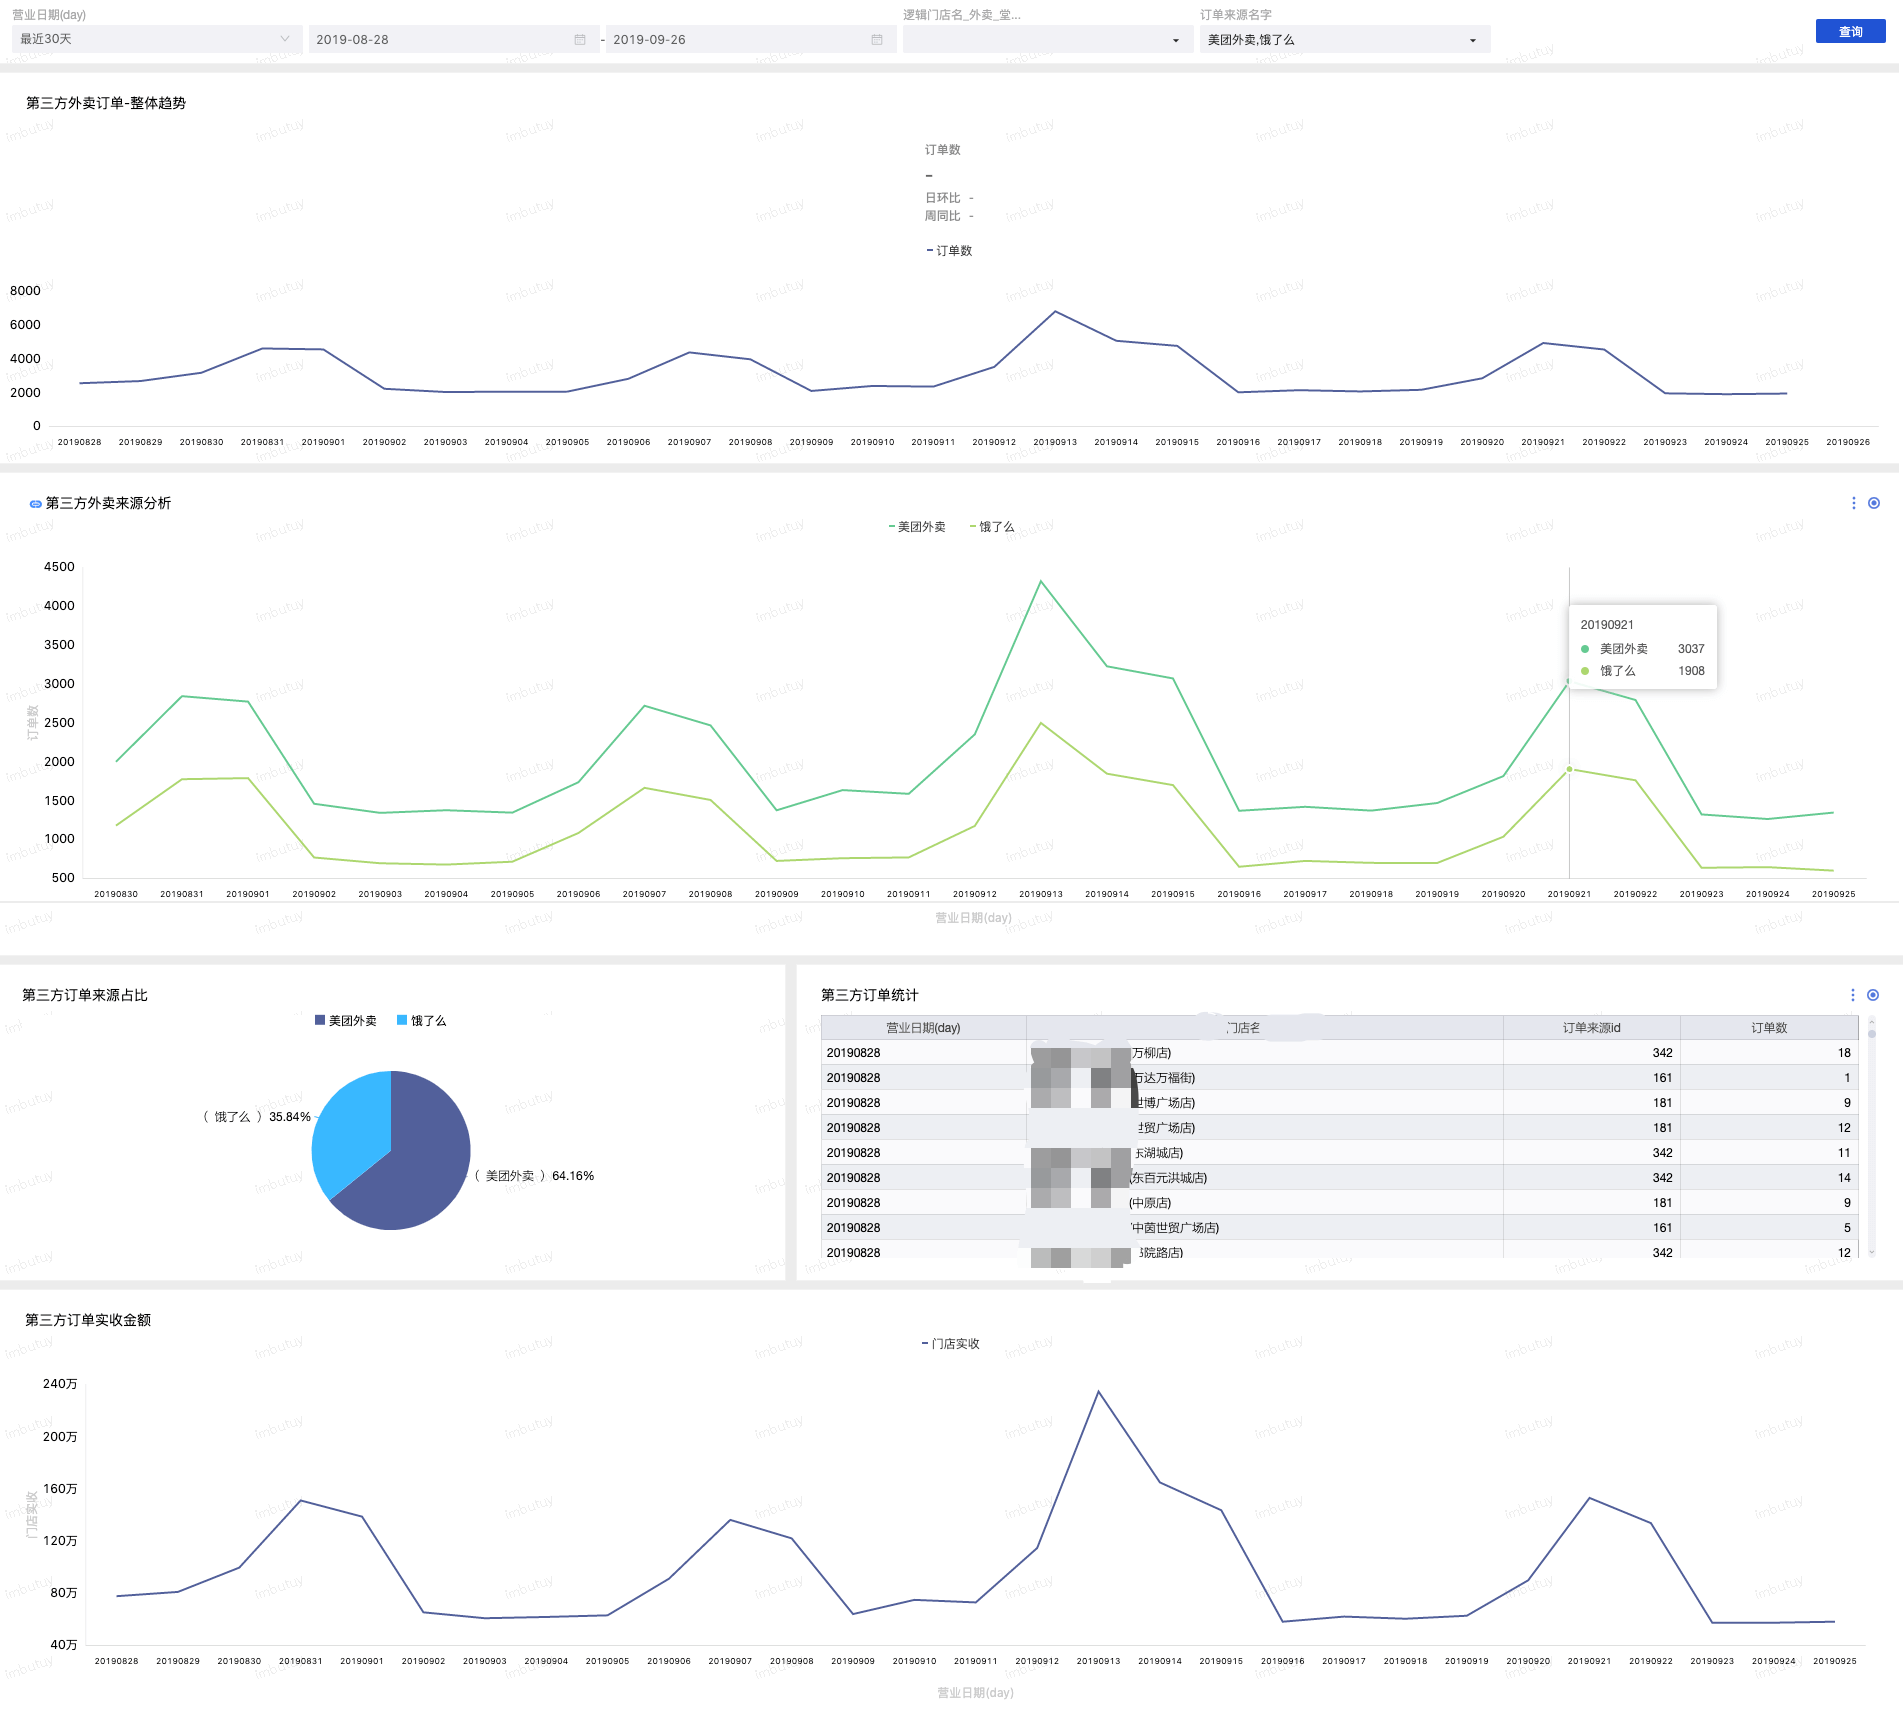 营业日期(day)
逻辑门店名_外卖_堂...
订单来源名字
最近30天
2019-08-28
-
2019-09-26
美团外卖,饿了么
查询
第三方外卖订单-整体趋势
订单数
-
日环比 -
周同比 -
订单数
8000
6000
4000
2000
0
20190828 20190829 20190830 20190831 20190901 20190902 20190903 20190904 20190905 20190906 20190907 20190908 20190909 20190910 20190911 20190912 20190913 20190914 20190915 20190916 20190917 20190918 20190919 20190920 20190921 20190922 20190923 20190924 20190925 20190926
第三方外卖来源分析
美团外卖 饿了么
4500
4000
3500
3000
2500
2000
1500
1000
500
订单数
20190921
美团外卖 3037
饿了么 1908
20190830 20190831 20190901 20190902 20190903 20190904 20190905 20190906 20190907 20190908 20190909 20190910 20190911 20190912 20190913 20190914 20190915 20190916 20190917 20190918 20190919 20190920 20190921 20190922 20190923 20190924 20190925
营业日期(day)
第三方订单来源占比
美团外卖 饿了么
( 饿了么 ) 35.84%
( 美团外卖 ) 64.16%
第三方订单统计
营业日期(day) 门店名 订单来源id 订单数
20190828 万柳店) 342 18
20190828 万达万福街) 161 1
20190828 世博广场店) 181 9
20190828 世贸广场店) 181 12
20190828 东湖城店) 342 11
20190828 (东百元洪城店) 342 14
20190828 (中原店) 181 9
20190828 中茵世贸广场店) 161 5
20190828 书院路店) 342 12
第三方订单实收金额
门店实收
240万
200万
160万
120万
80万
40万
门店实收
20190828 20190829 20190830 20190831 20190901 20190902 20190903 20190904 20190905 20190906 20190907 20190908 20190909 20190910 20190911 20190912 20190913 20190914 20190915 20190916 20190917 20190918 20190919 20190920 20190921 20190922 20190923 20190924 20190925
营业日期(day)